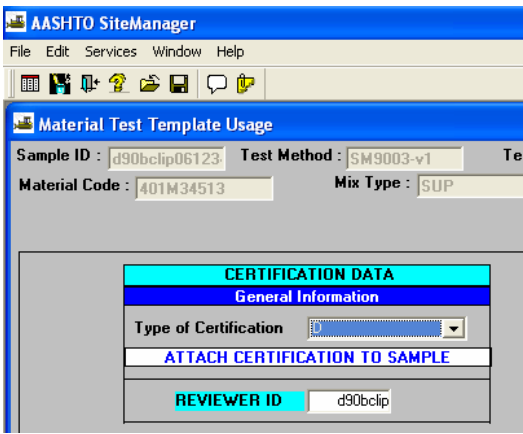 AASHTO SiteManager
File Edit Services Window Help
Material Test Template Usage
Sample ID : d90bclip06123 Test Method : SM9003-v1 Te
Material Code : 401M34513 Mix Type : SUP
CERTIFICATION DATA
General Information
Type of Certification D
ATTACH CERTIFICATION TO SAMPLE
REVIEWER ID d90bclip